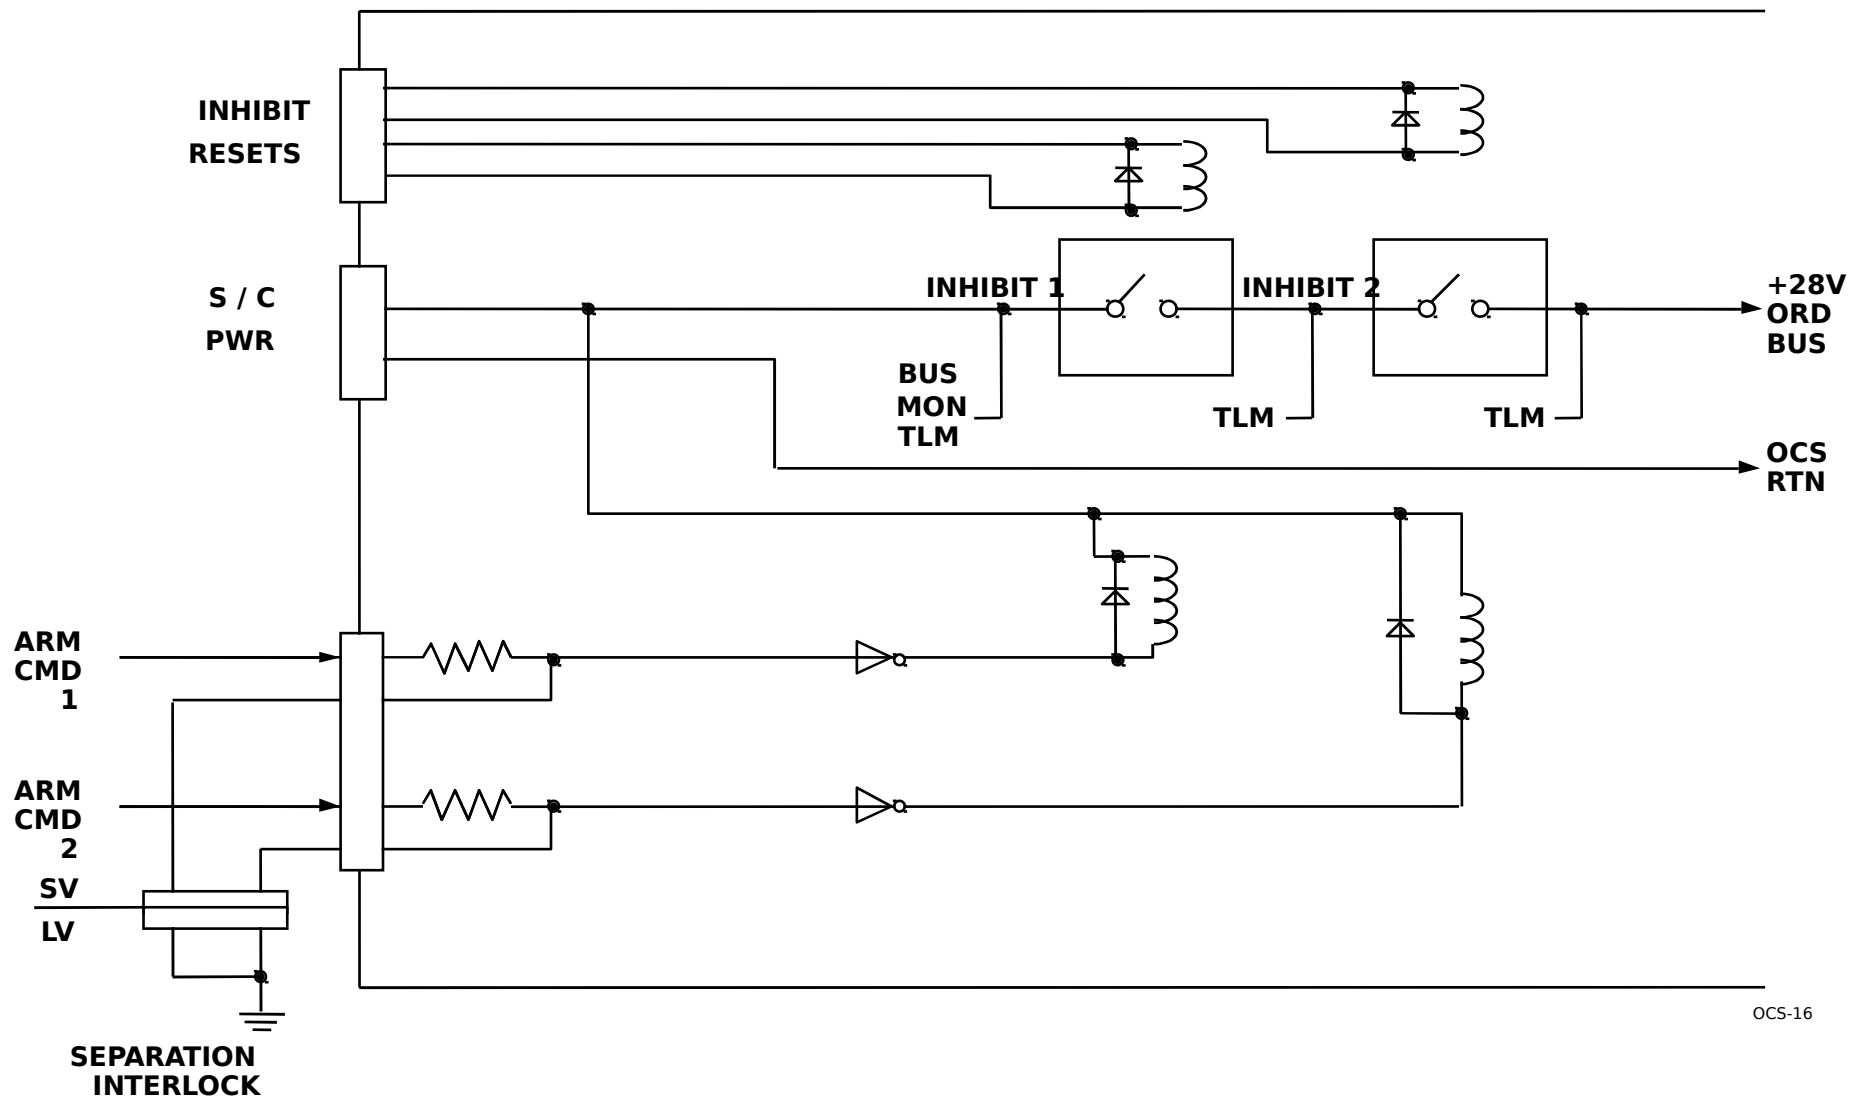 INHIBIT
RESETS
S / C
PWR
INHIBIT 1
INHIBIT 2
+28V
ORD
BUS
BUS
MON
TLM
TLM
TLM
OCS
RTN
ARM
CMD
1
ARM
CMD
2
SV
LV
OCS-16
SEPARATION
INTERLOCK